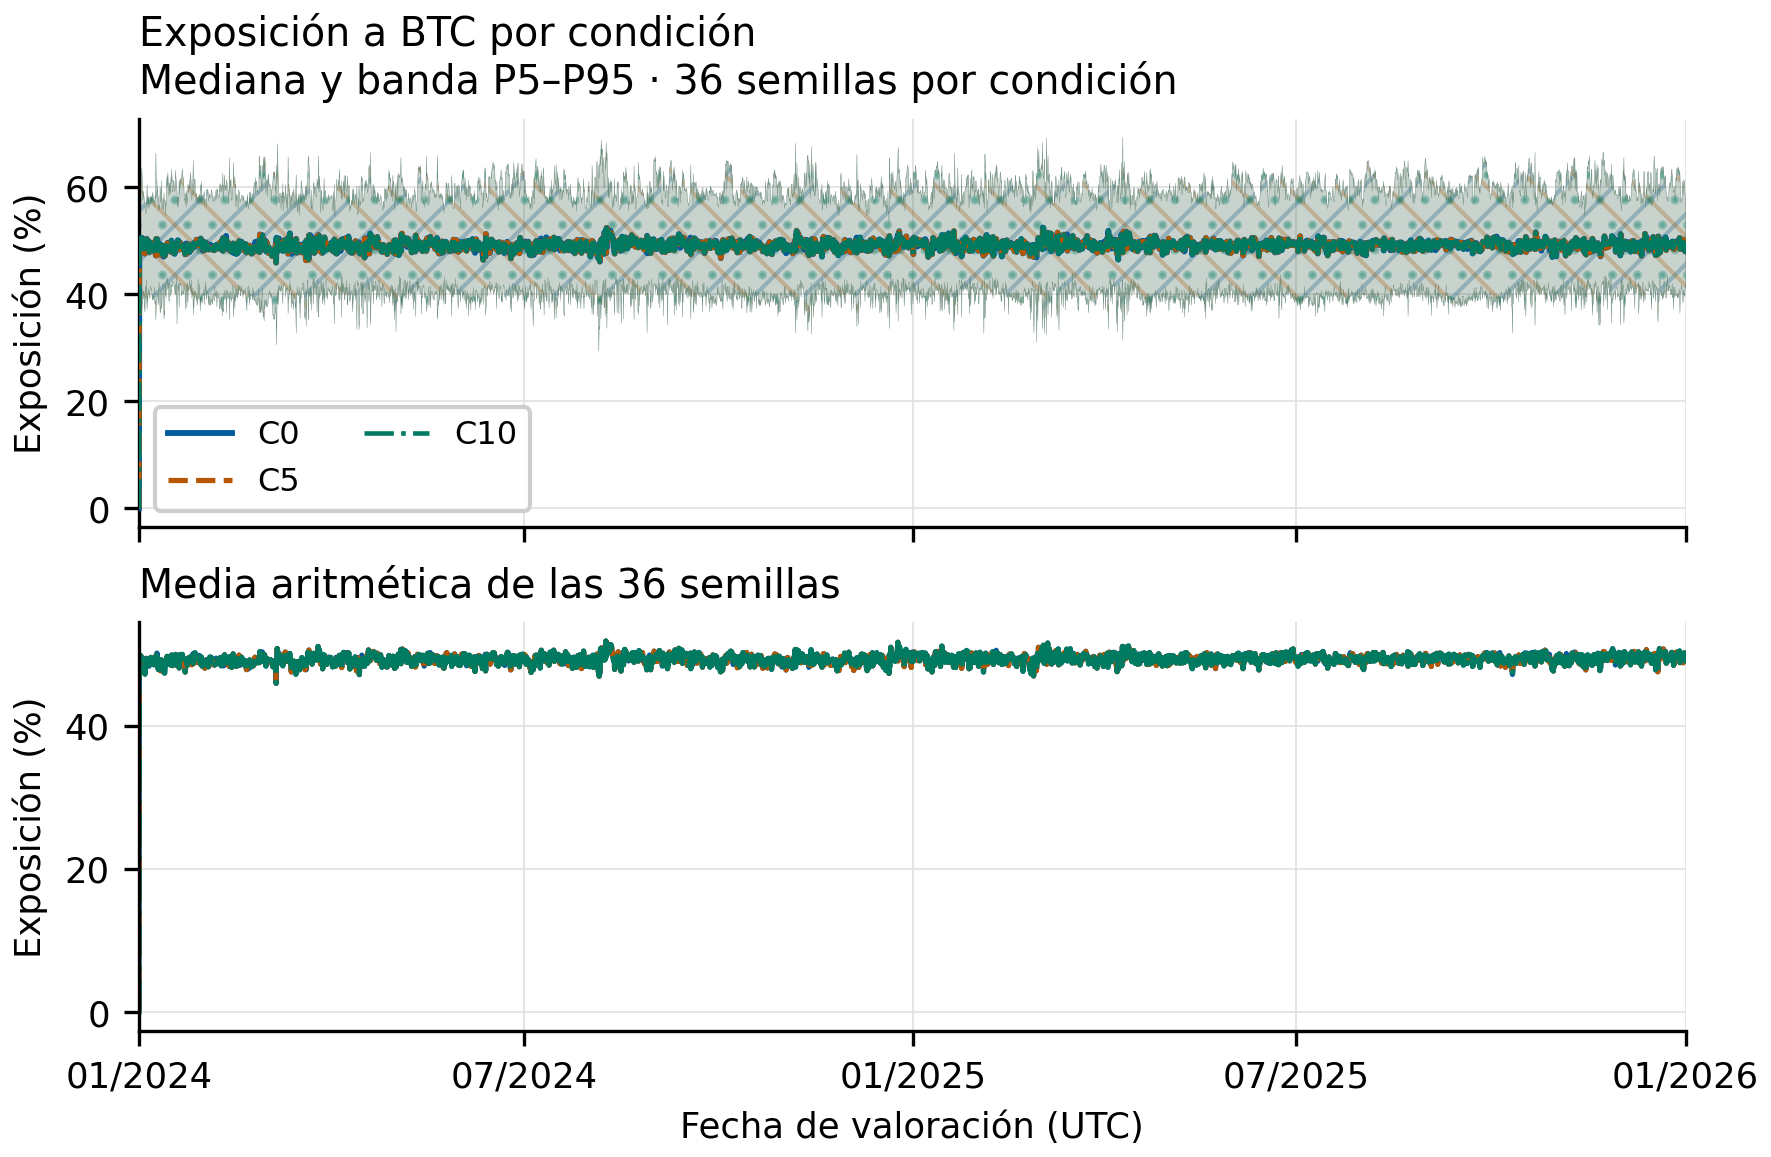 Exposición a BTC por condición
Mediana y banda P5–P95 · 36 semillas por condición
Exposición (%)
60
40
20
0
C0
C10
C5
Media aritmética de las 36 semillas
Exposición (%)
40
20
0
01/2024
07/2024
01/2025
07/2025
01/2026
Fecha de valoración (UTC)